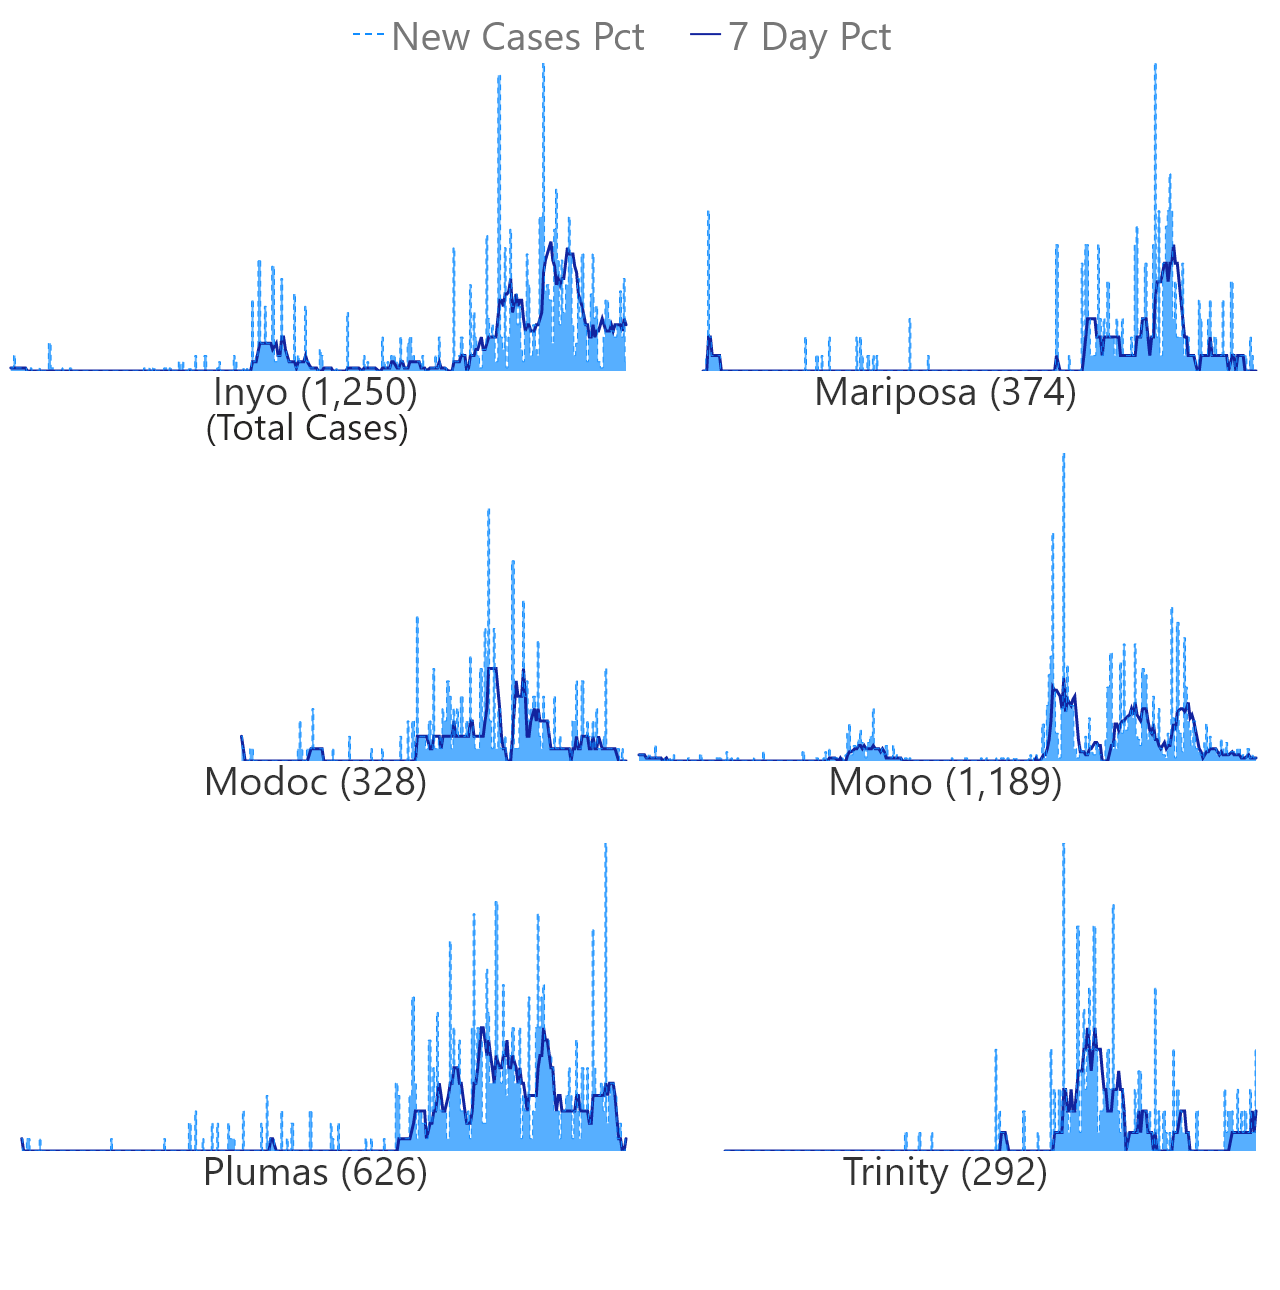 New Cases Pct 7 Day Pct
Inyo (1,250) Mariposa (374)
(Total Cases)
Modoc (328) Mono (1,189)
Plumas (626) Trinity (292)